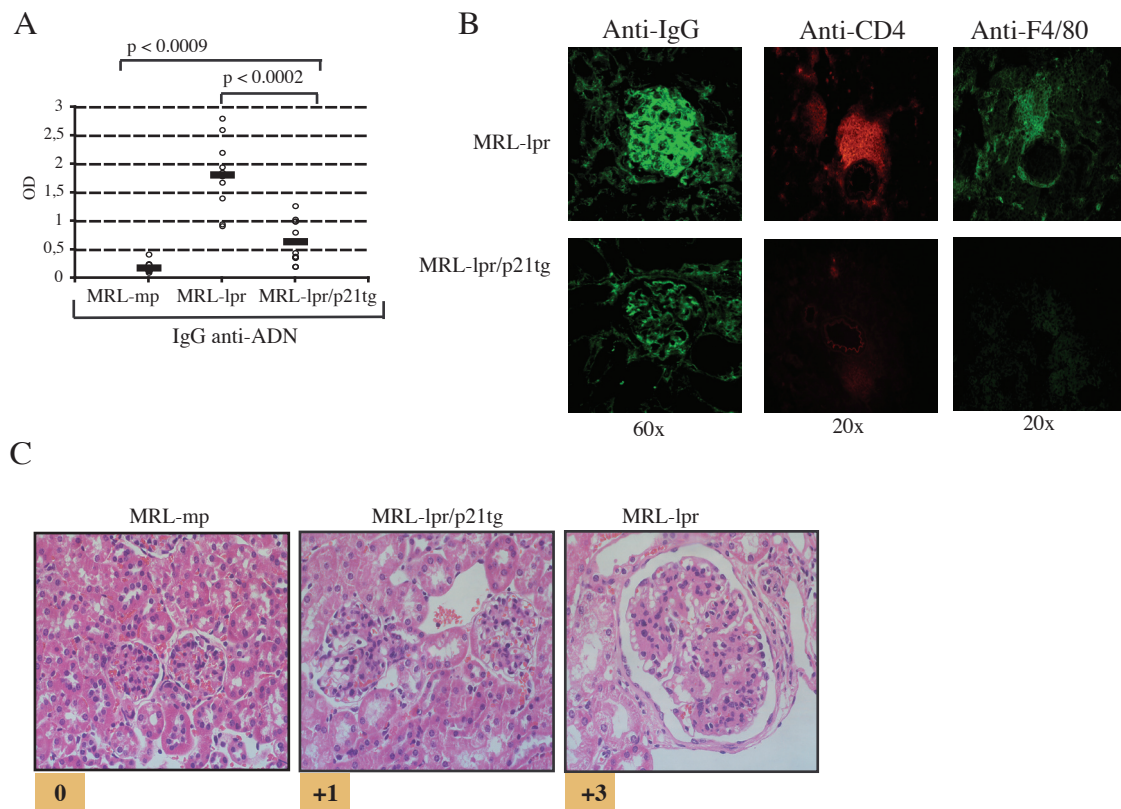 A
p < 0.0009
p < 0.0002
3
2,5
2
1,5
1
0,5
0
OD
MRL-mp MRL-lpr MRL-lpr/p21tg
IgG anti-ADN
B
Anti-IgG Anti-CD4 Anti-F4/80
MRL-lpr
MRL-lpr/p21tg
60x 20x 20x
C
MRL-mp MRL-lpr/p21tg MRL-lpr
0 +1 +3